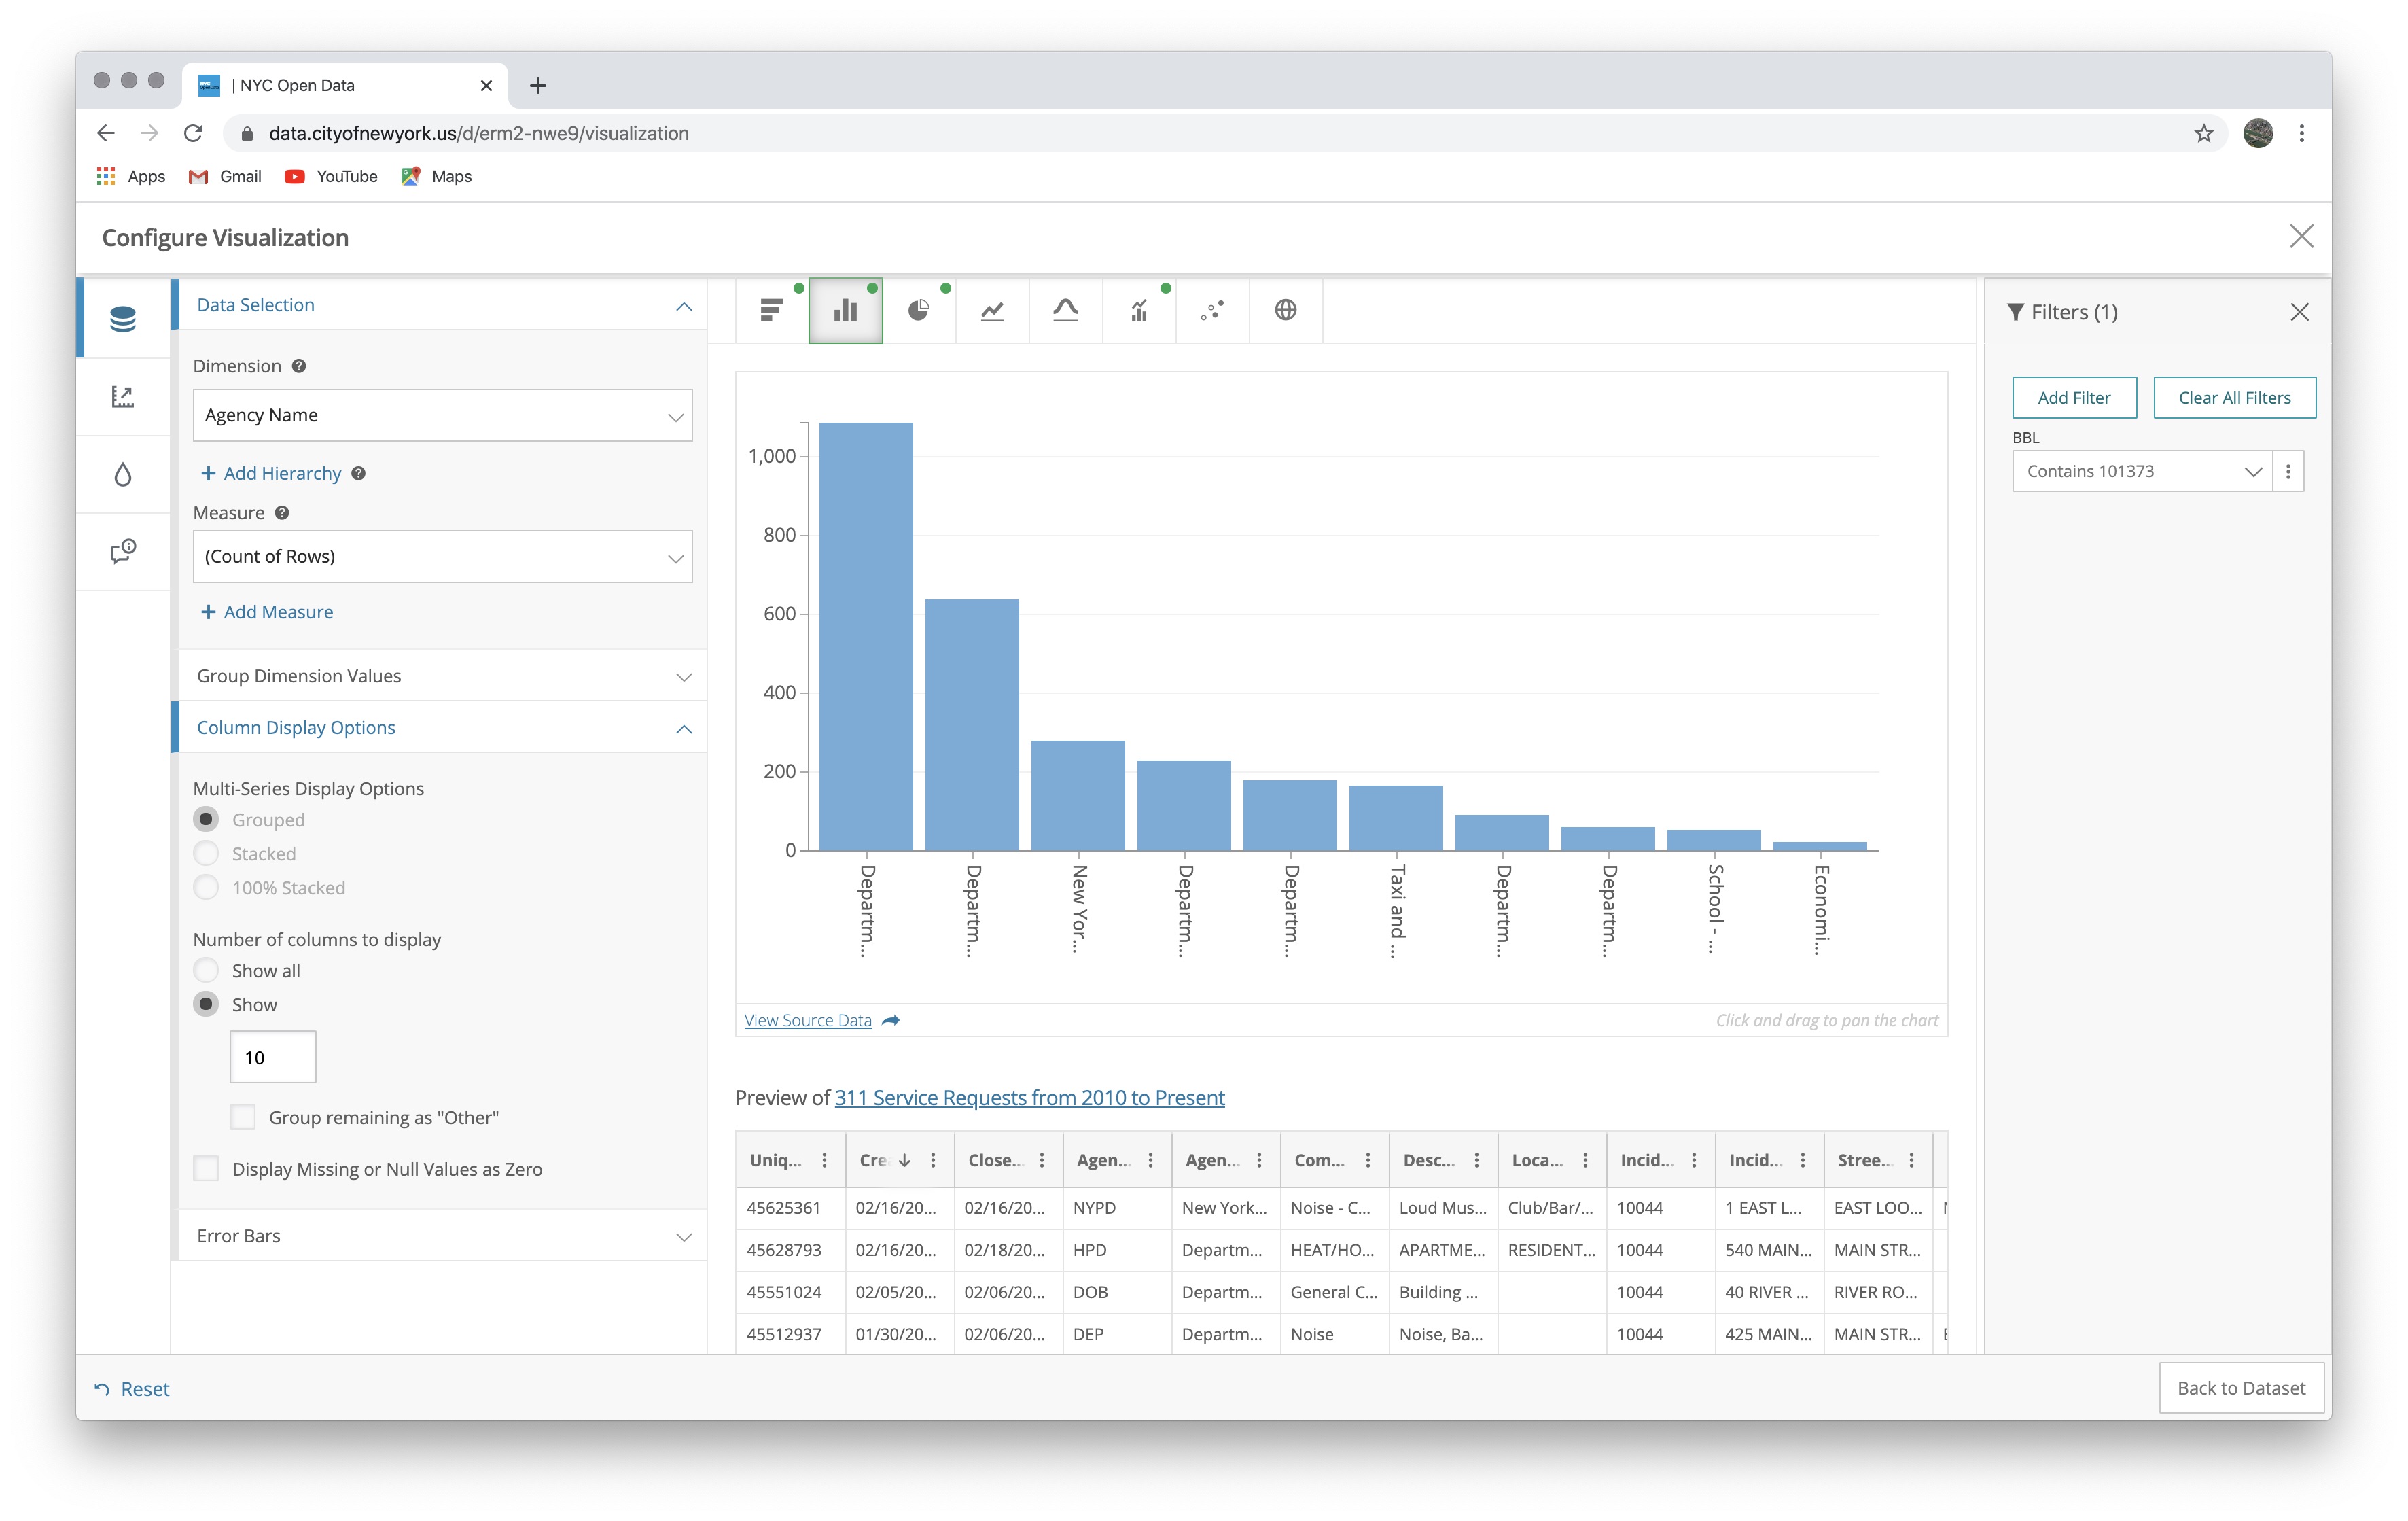 | NYC Open Data
data.cityofnewyork.us/d/erm2-nwe9/visualization
Apps Gmail YouTube Maps
Configure Visualization
Data Selection
Dimension
Agency Name
+ Add Hierarchy
Measure
(Count of Rows)
+ Add Measure
Group Dimension Values
Column Display Options
Multi-Series Display Options
Grouped
Stacked
100% Stacked
Number of columns to display
Show all
Show
10
Group remaining as "Other"
Display Missing or Null Values as Zero
Error Bars
1,000
800
600
400
200
0
Departm...
Departm...
New Yor...
Departm...
Departm...
Taxi and ...
Departm...
Departm...
School - ...
Economi...
View Source Data
Click and drag to pan the chart
Preview of 311 Service Requests from 2010 to Present
Uniq... Cre Close... Agen... Agen... Com... Desc... Loca... Incid... Incid... Stree...
45625361 02/16/20... 02/16/20... NYPD New York... Noise - C... Loud Mus... Club/Bar/... 10044 1 EAST L... EAST LOO...
45628793 02/16/20... 02/18/20... HPD Departm... HEAT/HO... APARTME... RESIDENT... 10044 540 MAIN... MAIN STR...
45551024 02/05/20... 02/06/20... DOB Departm... General C... Building ... 10044 40 RIVER ... RIVER RO...
45512937 01/30/20... 02/06/20... DEP Departm... Noise Noise, Ba... 10044 425 MAIN... MAIN STR...
Filters (1)
Add Filter
Clear All Filters
BBL
Contains 101373
Reset
Back to Dataset